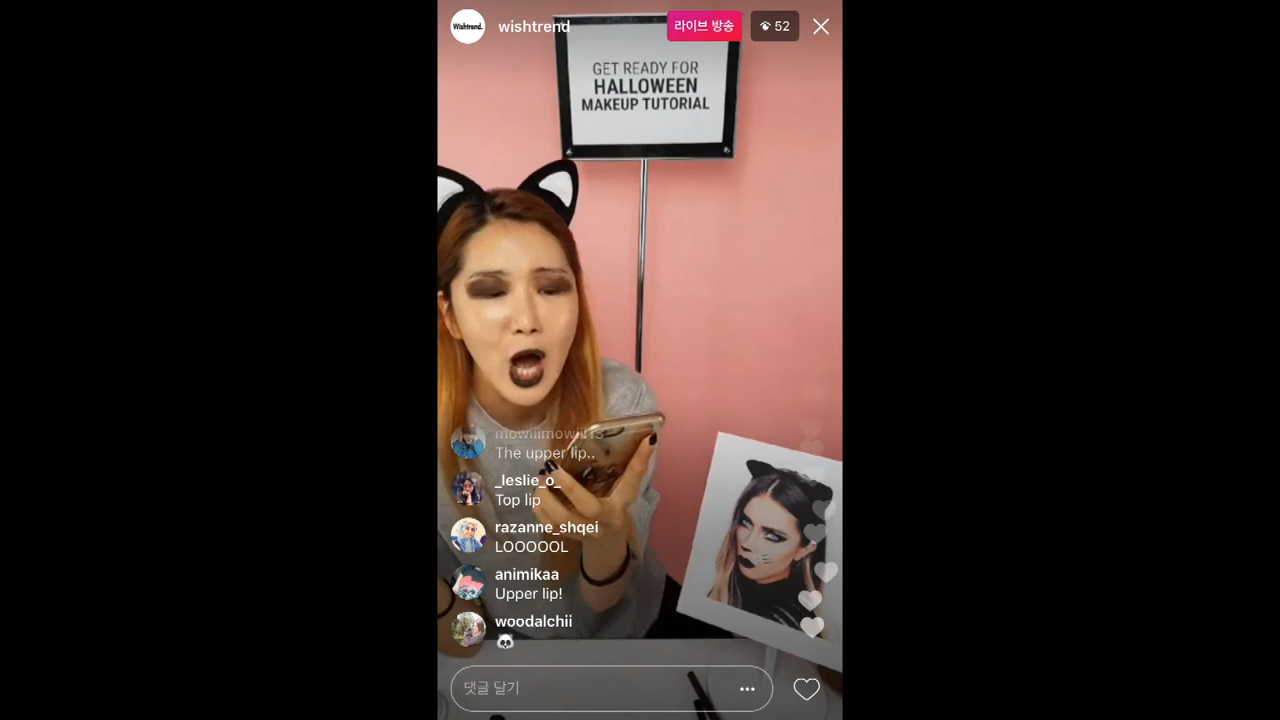 Wishtrend.
wishtrend
라이브 방송
52
GET READY FOR
HALLOWEEN
MAKEUP TUTORIAL
The upper lip..
_leslie_o_
Top lip
razanne_shqei
LOOOOOL
animikaa
Upper lip!
woodalchii
🐼
댓글 달기